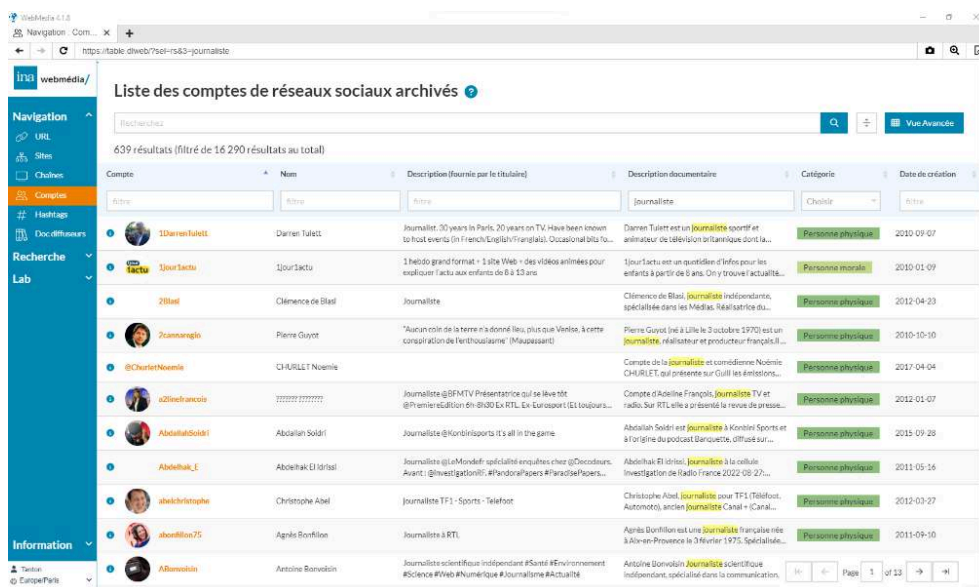 WebMedia 4.1.8
Navigation : Com...
https://table.dlweb/?sel=rs&3=journaliste
ina webmédia/
Navigation
URL
Sites
Chaînes
Comptes
Hashtags
Doc diffuseurs
Recherche
Lab
Information
Tanton
Europe/Paris
Liste des comptes de réseaux sociaux archivés
Recherchez
Vue Avancée
639 résultats (filtré de 16 290 résultats au total)
Compte Nom Description (fournie par le titulaire) Description documentaire Catégorie Date de création
filtre filtre filtre journaliste Choisir filtre
1DarrenTulett Darren Tulett Journalist. 30 years in Paris. 20 years on TV. Have been known
to host events (in French/English/Franglais). Occasional bits fo...
Darren Tulett est un journaliste sportif et
animateur de télévision britannique dont la...
Personne physique 2010-09-07
1jour1actu 1jour1actu 1 hebdo grand format + 1 site Web + des vidéos animées pour
expliquer l'actu aux enfants de 8 à 13 ans
1jour1actu est un quotidien d'infos pour les
enfants à partir de 8 ans. On y trouve l'actualité...
Personne morale 2010-01-09
2Blasi Clémence de Blasi Journaliste
Clémence de Blasi, journaliste indépendante,
spécialisée dans les Médias. Réalisatrice du...
Personne physique 2012-04-23
2cannaregio Pierre Guyot "Aucun coin de la terre n'a donné lieu, plus que Venise, à cette
conspiration de l'enthousiasme" (Maupassant)
Pierre Guyot (né à Lille le 3 octobre 1970) est un
journaliste, réalisateur et producteur français.Il...
Personne physique 2010-10-10
@ChurletNoemie CHURLET Noemie
Compte de la journaliste et comédienne Noémie
CHURLET, qui présente sur Guili les émissions...
Personne physique 2017-04-04
a2linefrancois ??????? ???????? Journaliste @BFMTV Présentatrice qui se lève tôt
@PremiereEdition 6h-8h30 Ex RTL. Ex-Eurosport (Et toujours...
Compte d'Adeline François, journaliste TV et
radio. Sur RTL elle a présenté la revue de presse...
Personne physique 2012-01-07
AbdallahSoidri Abdallah Soidri Journaliste @Konbinisports it's all in the game
Abdallah Soidri est journaliste à Konbini Sports et
à l'origine du podcast Banquette, diffusé sur...
Personne physique 2015-09-28
Abdelhak_E Abdelhak El Idrissi Journaliste @LeMondefr spécialité enquêtes chez @Decodeurs.
Avant : @InvestigationRF. #PandoraPapers #ParadisePapers...
Abdelhak El Idrissi, journaliste à la cellule
Investigation de Radio France 2022-08-27:...
Personne physique 2011-05-16
abelchristophe Christophe Abel journaliste TF1 - Sports - Telefoot
Christophe Abel, journaliste pour TF1 (Téléfoot,
Automoto), ancien journaliste Canal + (Canal...
Personne physique 2012-03-27
abonfillon75 Agnès Bonfillon Journaliste à RTL
Agnès Bonfillon est une journaliste française née
à Aix-en-Provence le 3 février 1975. Spécialisée...
Personne physique 2011-09-10
ABonvoisin Antoine Bonvoisin Journaliste scientifique indépendant #Santé #Environnement
#Science #Web #Numérique #Journalisme #Actualité
Antoine Bonvoisin Journaliste scientifique
indépendant, spécialisé dans la communication.
Page 1 of 13